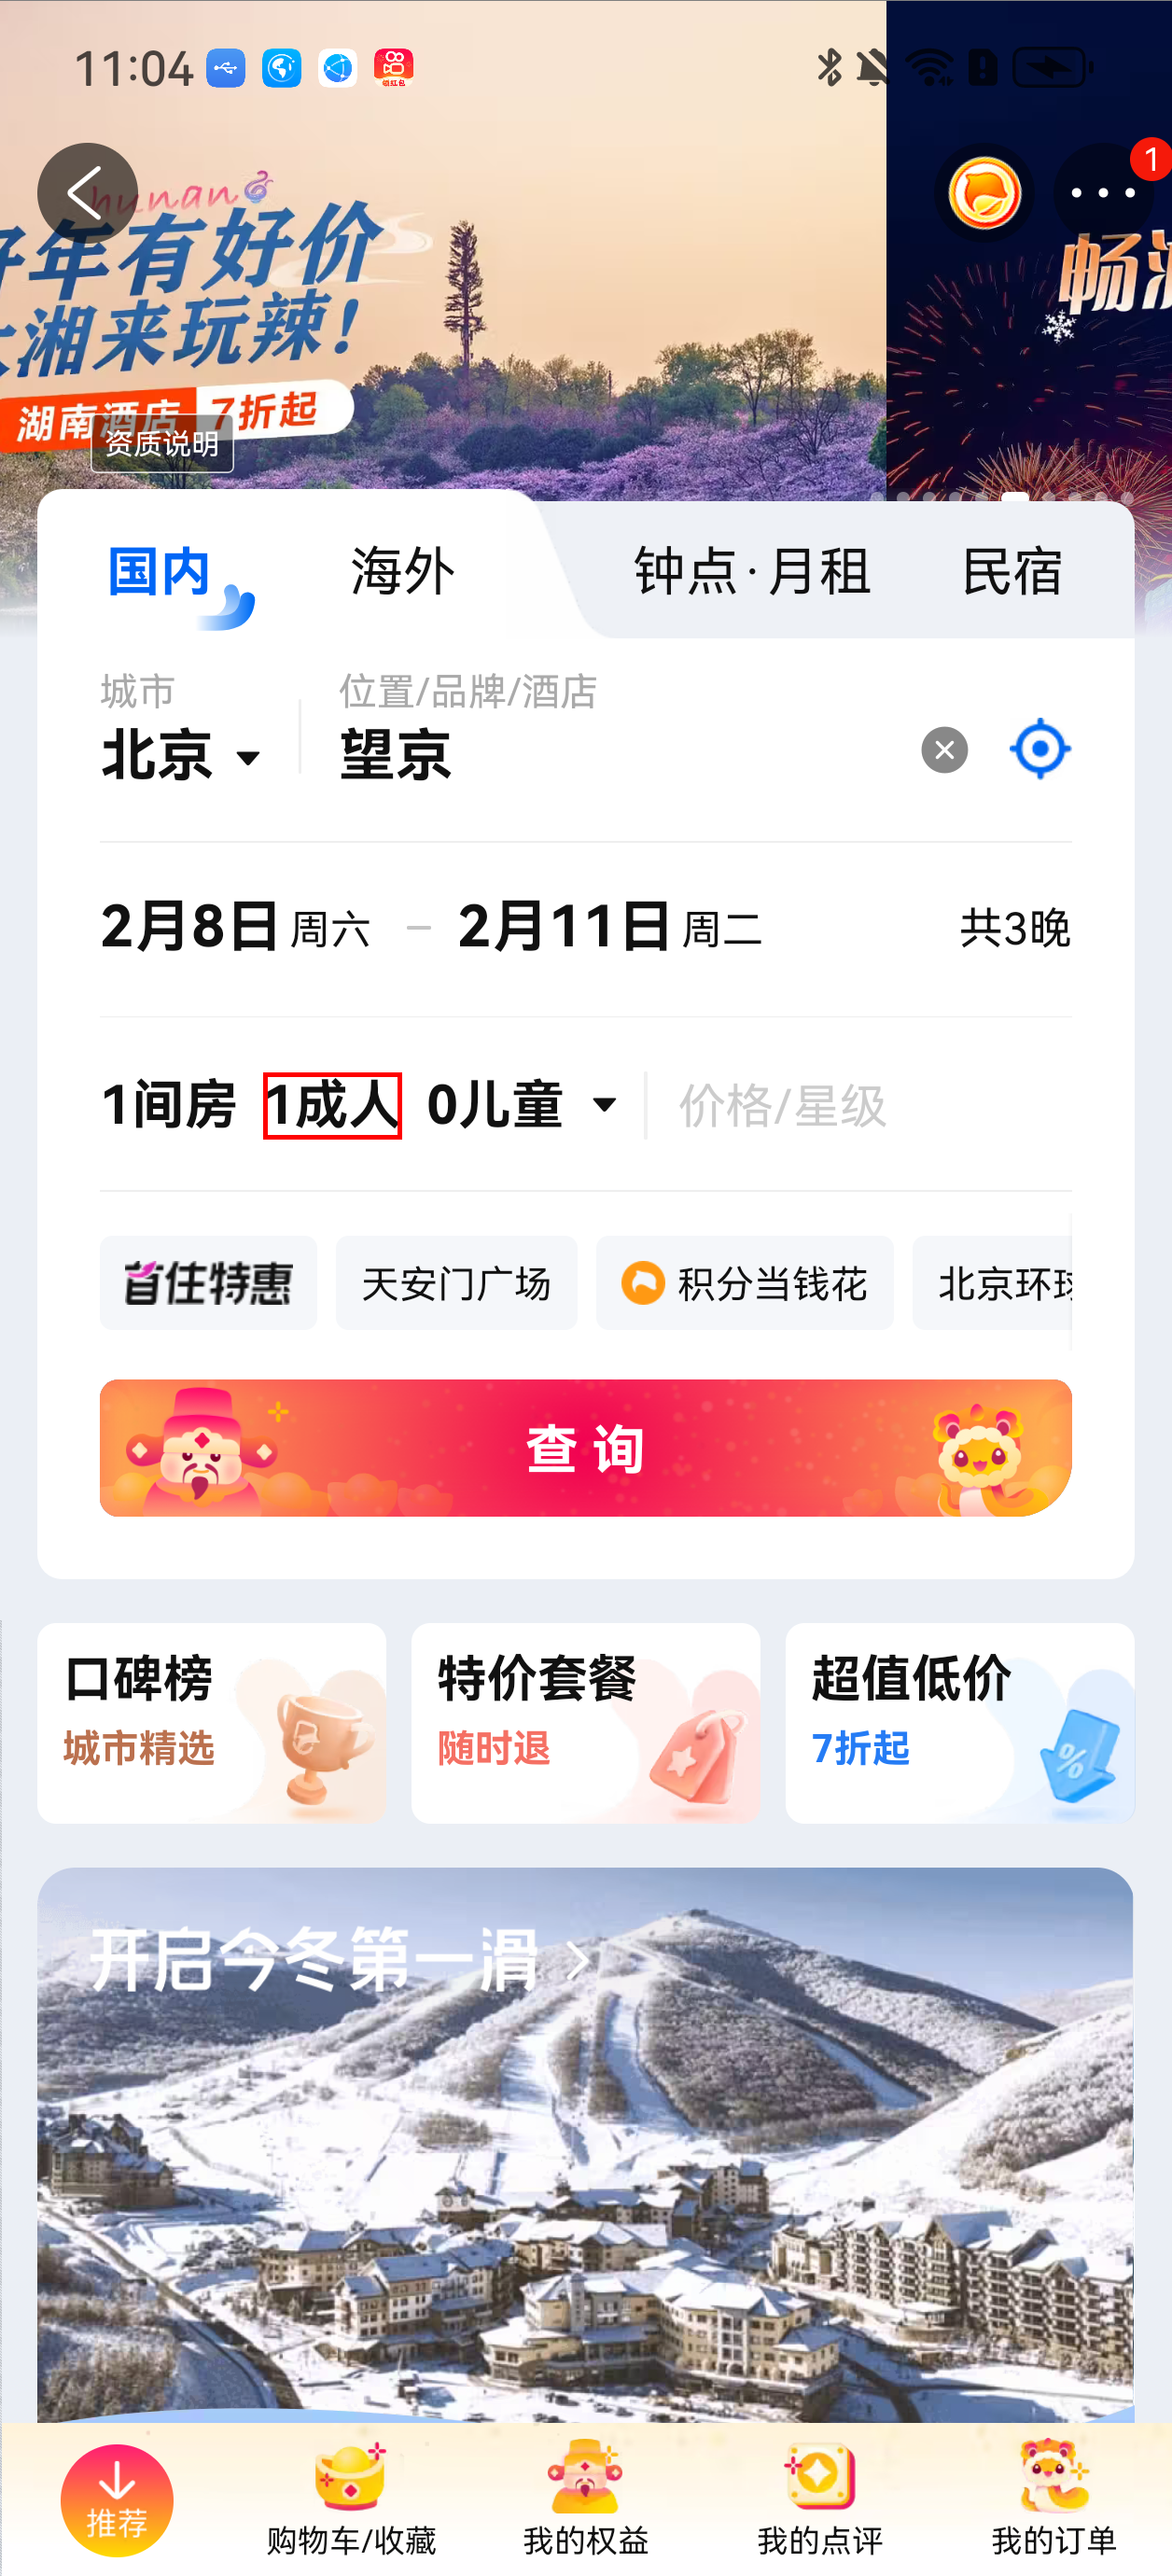 11:04
领红包
1
hunan
好年有好价
大湘来玩辣!
畅
湖南酒店 7折起
资质说明
国内 海外 钟点·月租 民宿
城市 位置/品牌/酒店
北京 望京
2月8日 周六 – 2月11日 周二 共3晚
1间房 1成人 0儿童 价格/星级
首住特惠 天安门广场 积分当钱花 北京环球
查询
口碑榜 特价套餐 超值低价
城市精选 随时退 7折起
%
开启今冬第一滑 >
推荐 购物车/收藏 我的权益 我的点评 我的订单